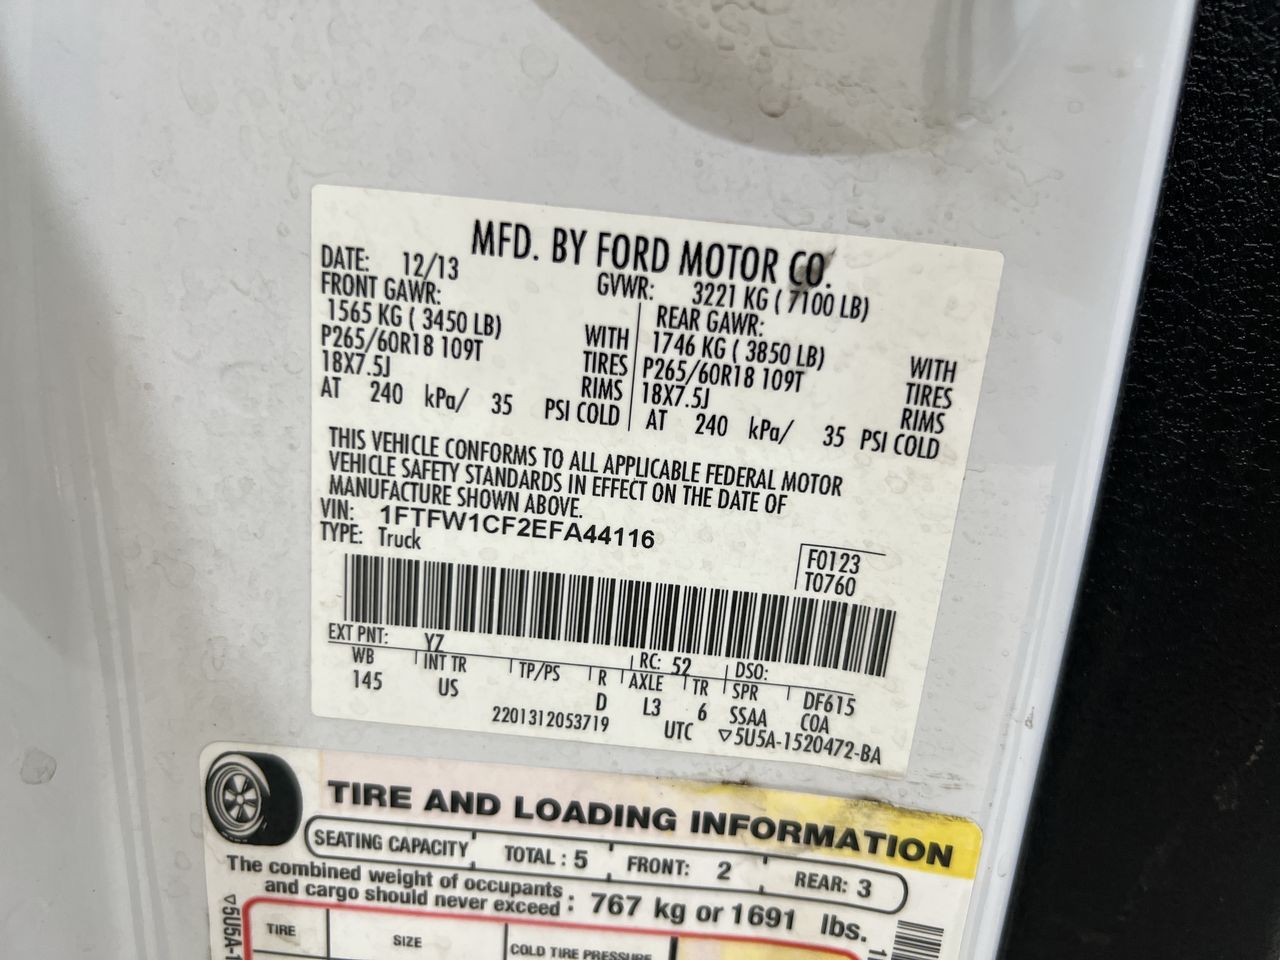 MFD. BY FORD MOTOR CO.
DATE: 12/13 GVWR: 3221 KG ( 7100 LB)
FRONT GAWR: REAR GAWR:
1565 KG ( 3450 LB) WITH 1746 KG ( 3850 LB) WITH
P265/60R18 109T TIRES P265/60R18 109T TIRES
18X7.5J RIMS 18X7.5J RIMS
AT 240 kPa/ 35 PSI COLD AT 240 kPa/ 35 PSI COLD
THIS VEHICLE CONFORMS TO ALL APPLICABLE FEDERAL MOTOR
VEHICLE SAFETY STANDARDS IN EFFECT ON THE DATE OF
MANUFACTURE SHOWN ABOVE.
VIN: 1FTFW1CF2EFA44116
TYPE: Truck
F0123
T0760
EXT PNT: YZ RC: 52 DSO:
WB INT TR TP/PS R AXLE TR SPR DF615
145 US D L3 6 SSAA COA
2201312053719 UTC ▽5U5A-1520472-BA
TIRE AND LOADING INFORMATION
SEATING CAPACITY TOTAL : 5 FRONT: 2 REAR: 3
The combined weight of occupants
and cargo should never exceed : 767 kg or 1691 lbs.
TIRE SIZE COLD TIRE PRESSURE
▽5U5A-1